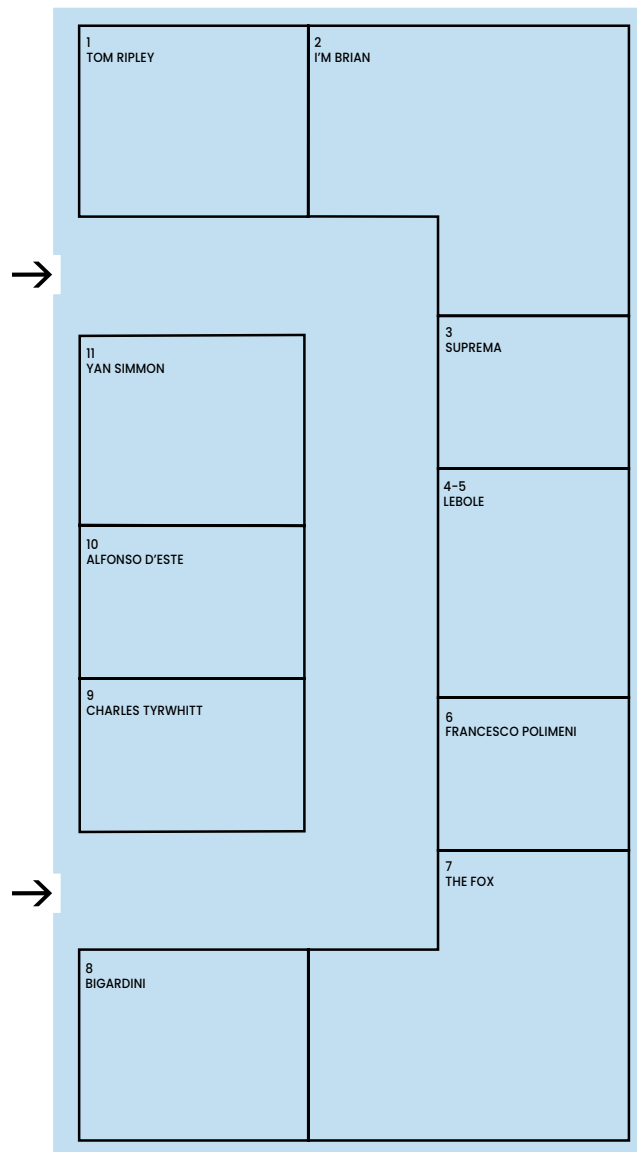 1
TOM RIPLEY
2
I'M BRIAN
3
SUPREMA
11
YAN SIMMON
4-5
LEBOLE
10
ALFONSO D'ESTE
9
CHARLES TYRWHITT
6
FRANCESCO POLIMENI
7
THE FOX
8
BIGARDINI